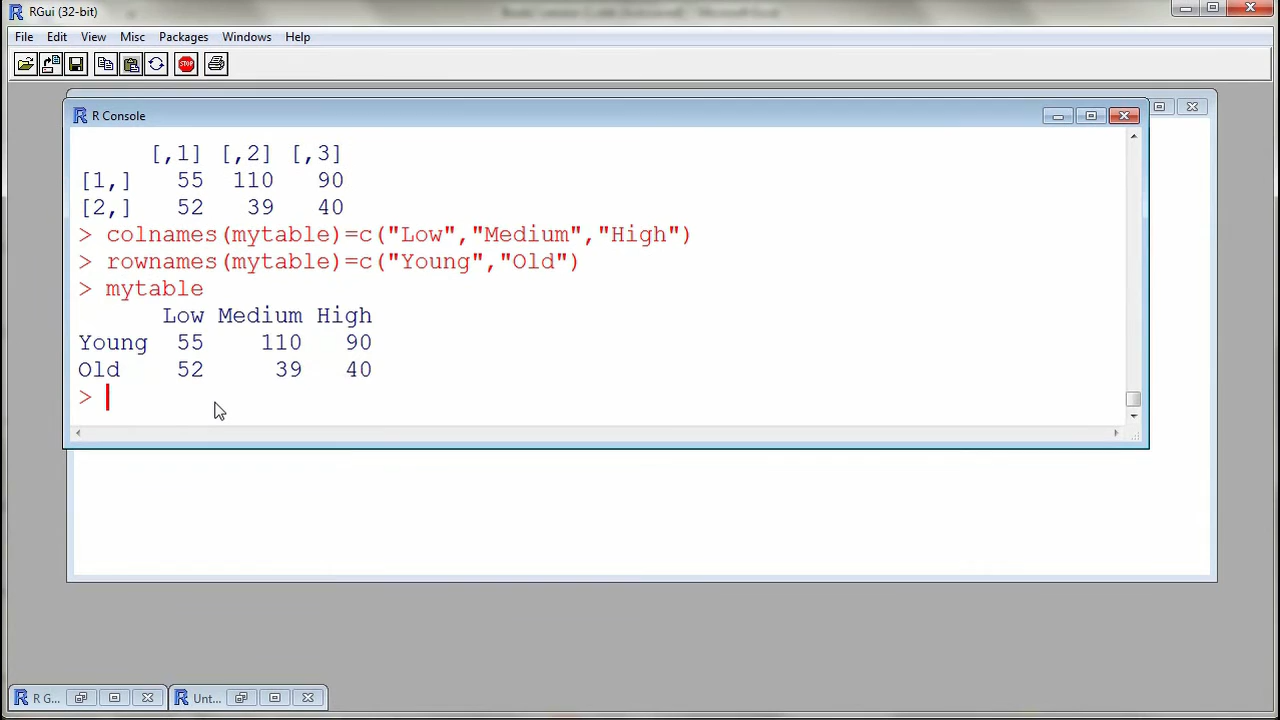 RGui (32-bit)
File Edit View Misc Packages Windows Help
STOP
R Console
[,1] [,2] [,3]
[1,] 55 110 90
[2,] 52 39 40
> colnames(mytable)=c("Low","Medium","High")
> rownames(mytable)=c("Young","Old")
> mytable
Low Medium High
Young 55 110 90
Old 52 39 40
>
R G... Unt...